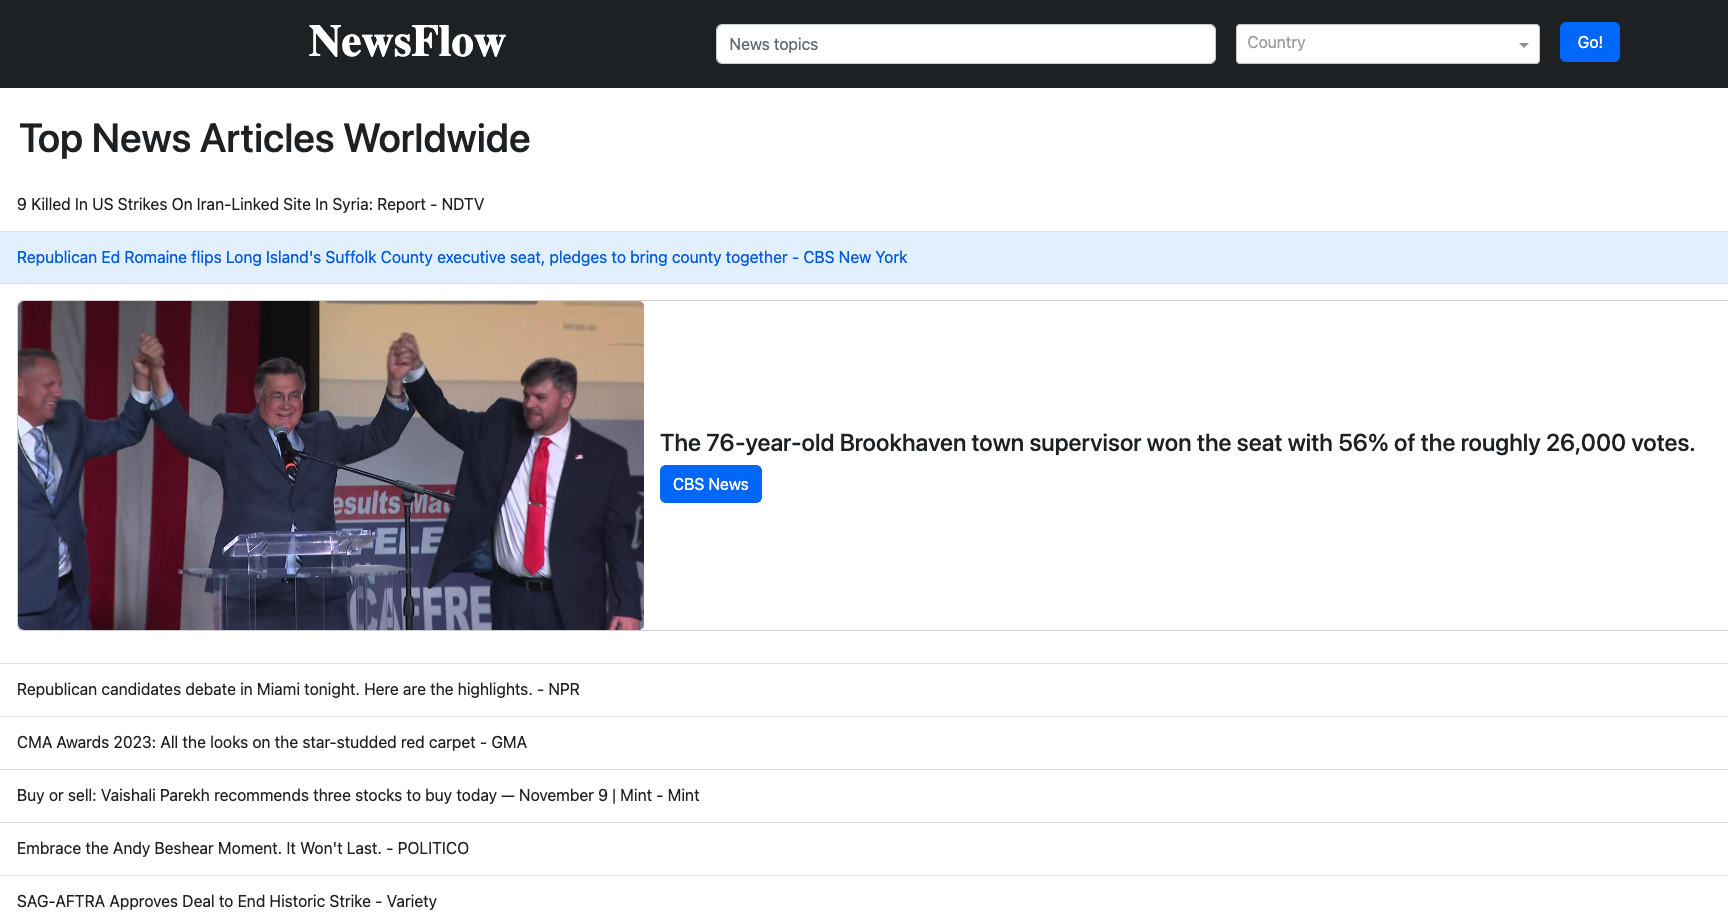 NewsFlow
News topics
Country
Go!
Top News Articles Worldwide
9 Killed In US Strikes On Iran-Linked Site In Syria: Report - NDTV
Republican Ed Romaine flips Long Island's Suffolk County executive seat, pledges to bring county together - CBS New York
Write-in
esults Mat
FELE
CAFFRE
The 76-year-old Brookhaven town supervisor won the seat with 56% of the roughly 26,000 votes.
CBS News
Republican candidates debate in Miami tonight. Here are the highlights. - NPR
CMA Awards 2023: All the looks on the star-studded red carpet - GMA
Buy or sell: Vaishali Parekh recommends three stocks to buy today — November 9 | Mint - Mint
Embrace the Andy Beshear Moment. It Won't Last. - POLITICO
SAG-AFTRA Approves Deal to End Historic Strike - Variety